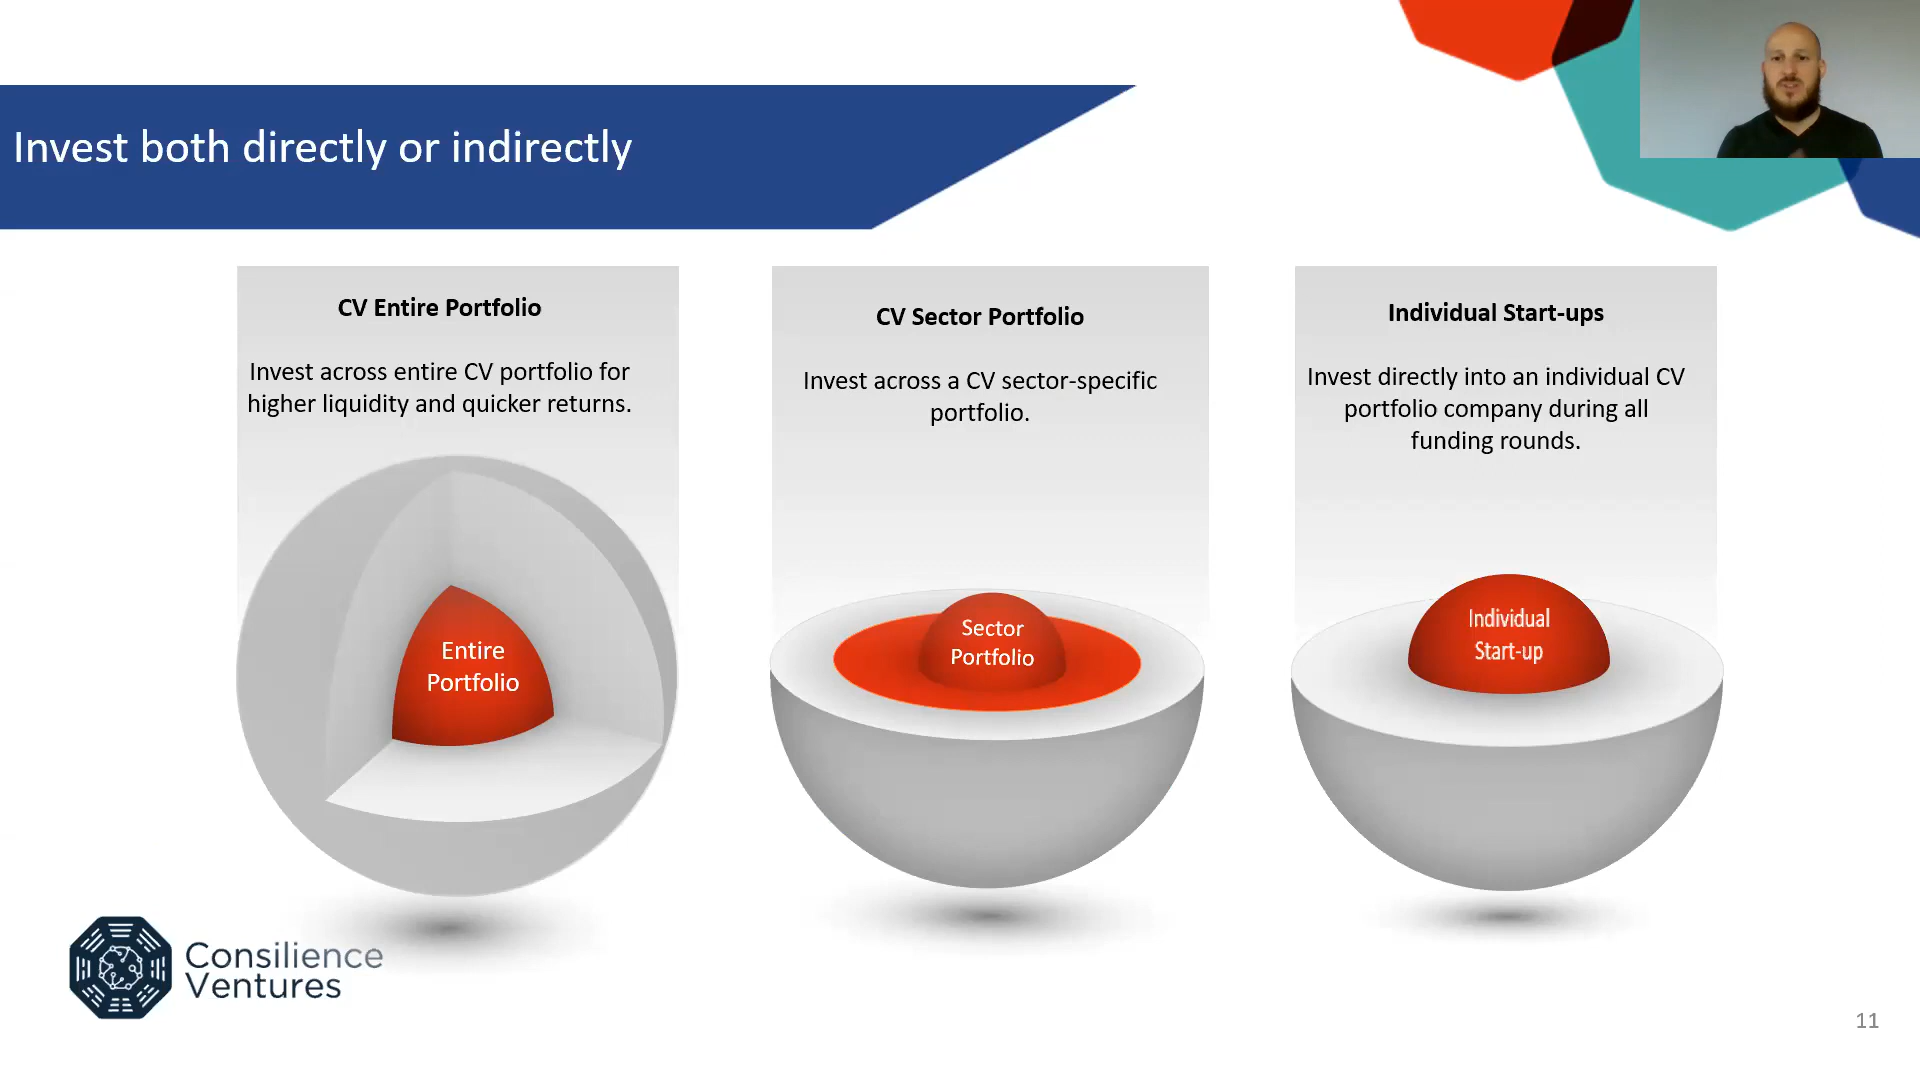 Invest both directly or indirectly
CV Entire Portfolio
Invest across entire CV portfolio for
higher liquidity and quicker returns.
Entire
Portfolio
CV Sector Portfolio
Invest across a CV sector-specific
portfolio.
Sector
Portfolio
Individual Start-ups
Invest directly into an individual CV
portfolio company during all
funding rounds.
Individual
Start-up
Consilience
Ventures
11